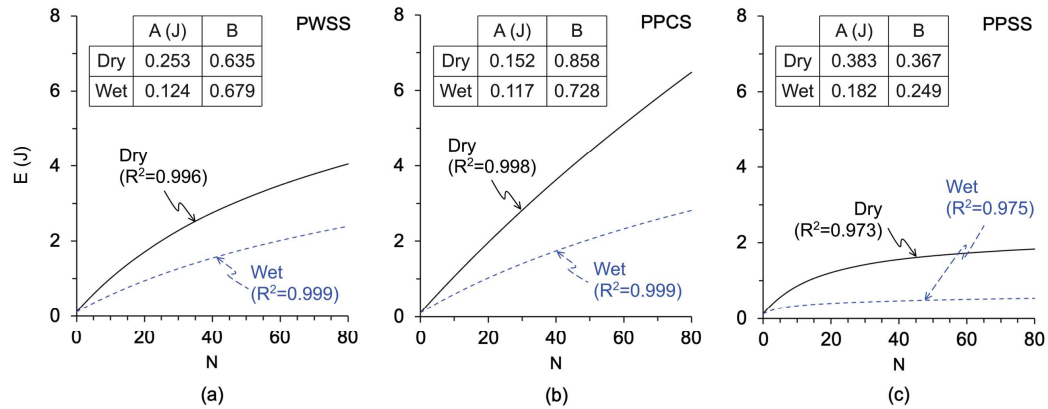 PWSS
A (J) B
Dry 0.253 0.635
Wet 0.124 0.679
Dry
(R²=0.996)
Wet
(R²=0.999)
E (J)
8
6
4
2
0
0 20 40 60 80
N
(a)
PPCS
A (J) B
Dry 0.152 0.858
Wet 0.117 0.728
Dry
(R²=0.998)
Wet
(R²=0.999)
8
6
4
2
0
0 20 40 60 80
N
(b)
PPSS
A (J) B
Dry 0.383 0.367
Wet 0.182 0.249
Wet
(R²=0.975)
Dry
(R²=0.973)
8
6
4
2
0
0 20 40 60 80
N
(c)